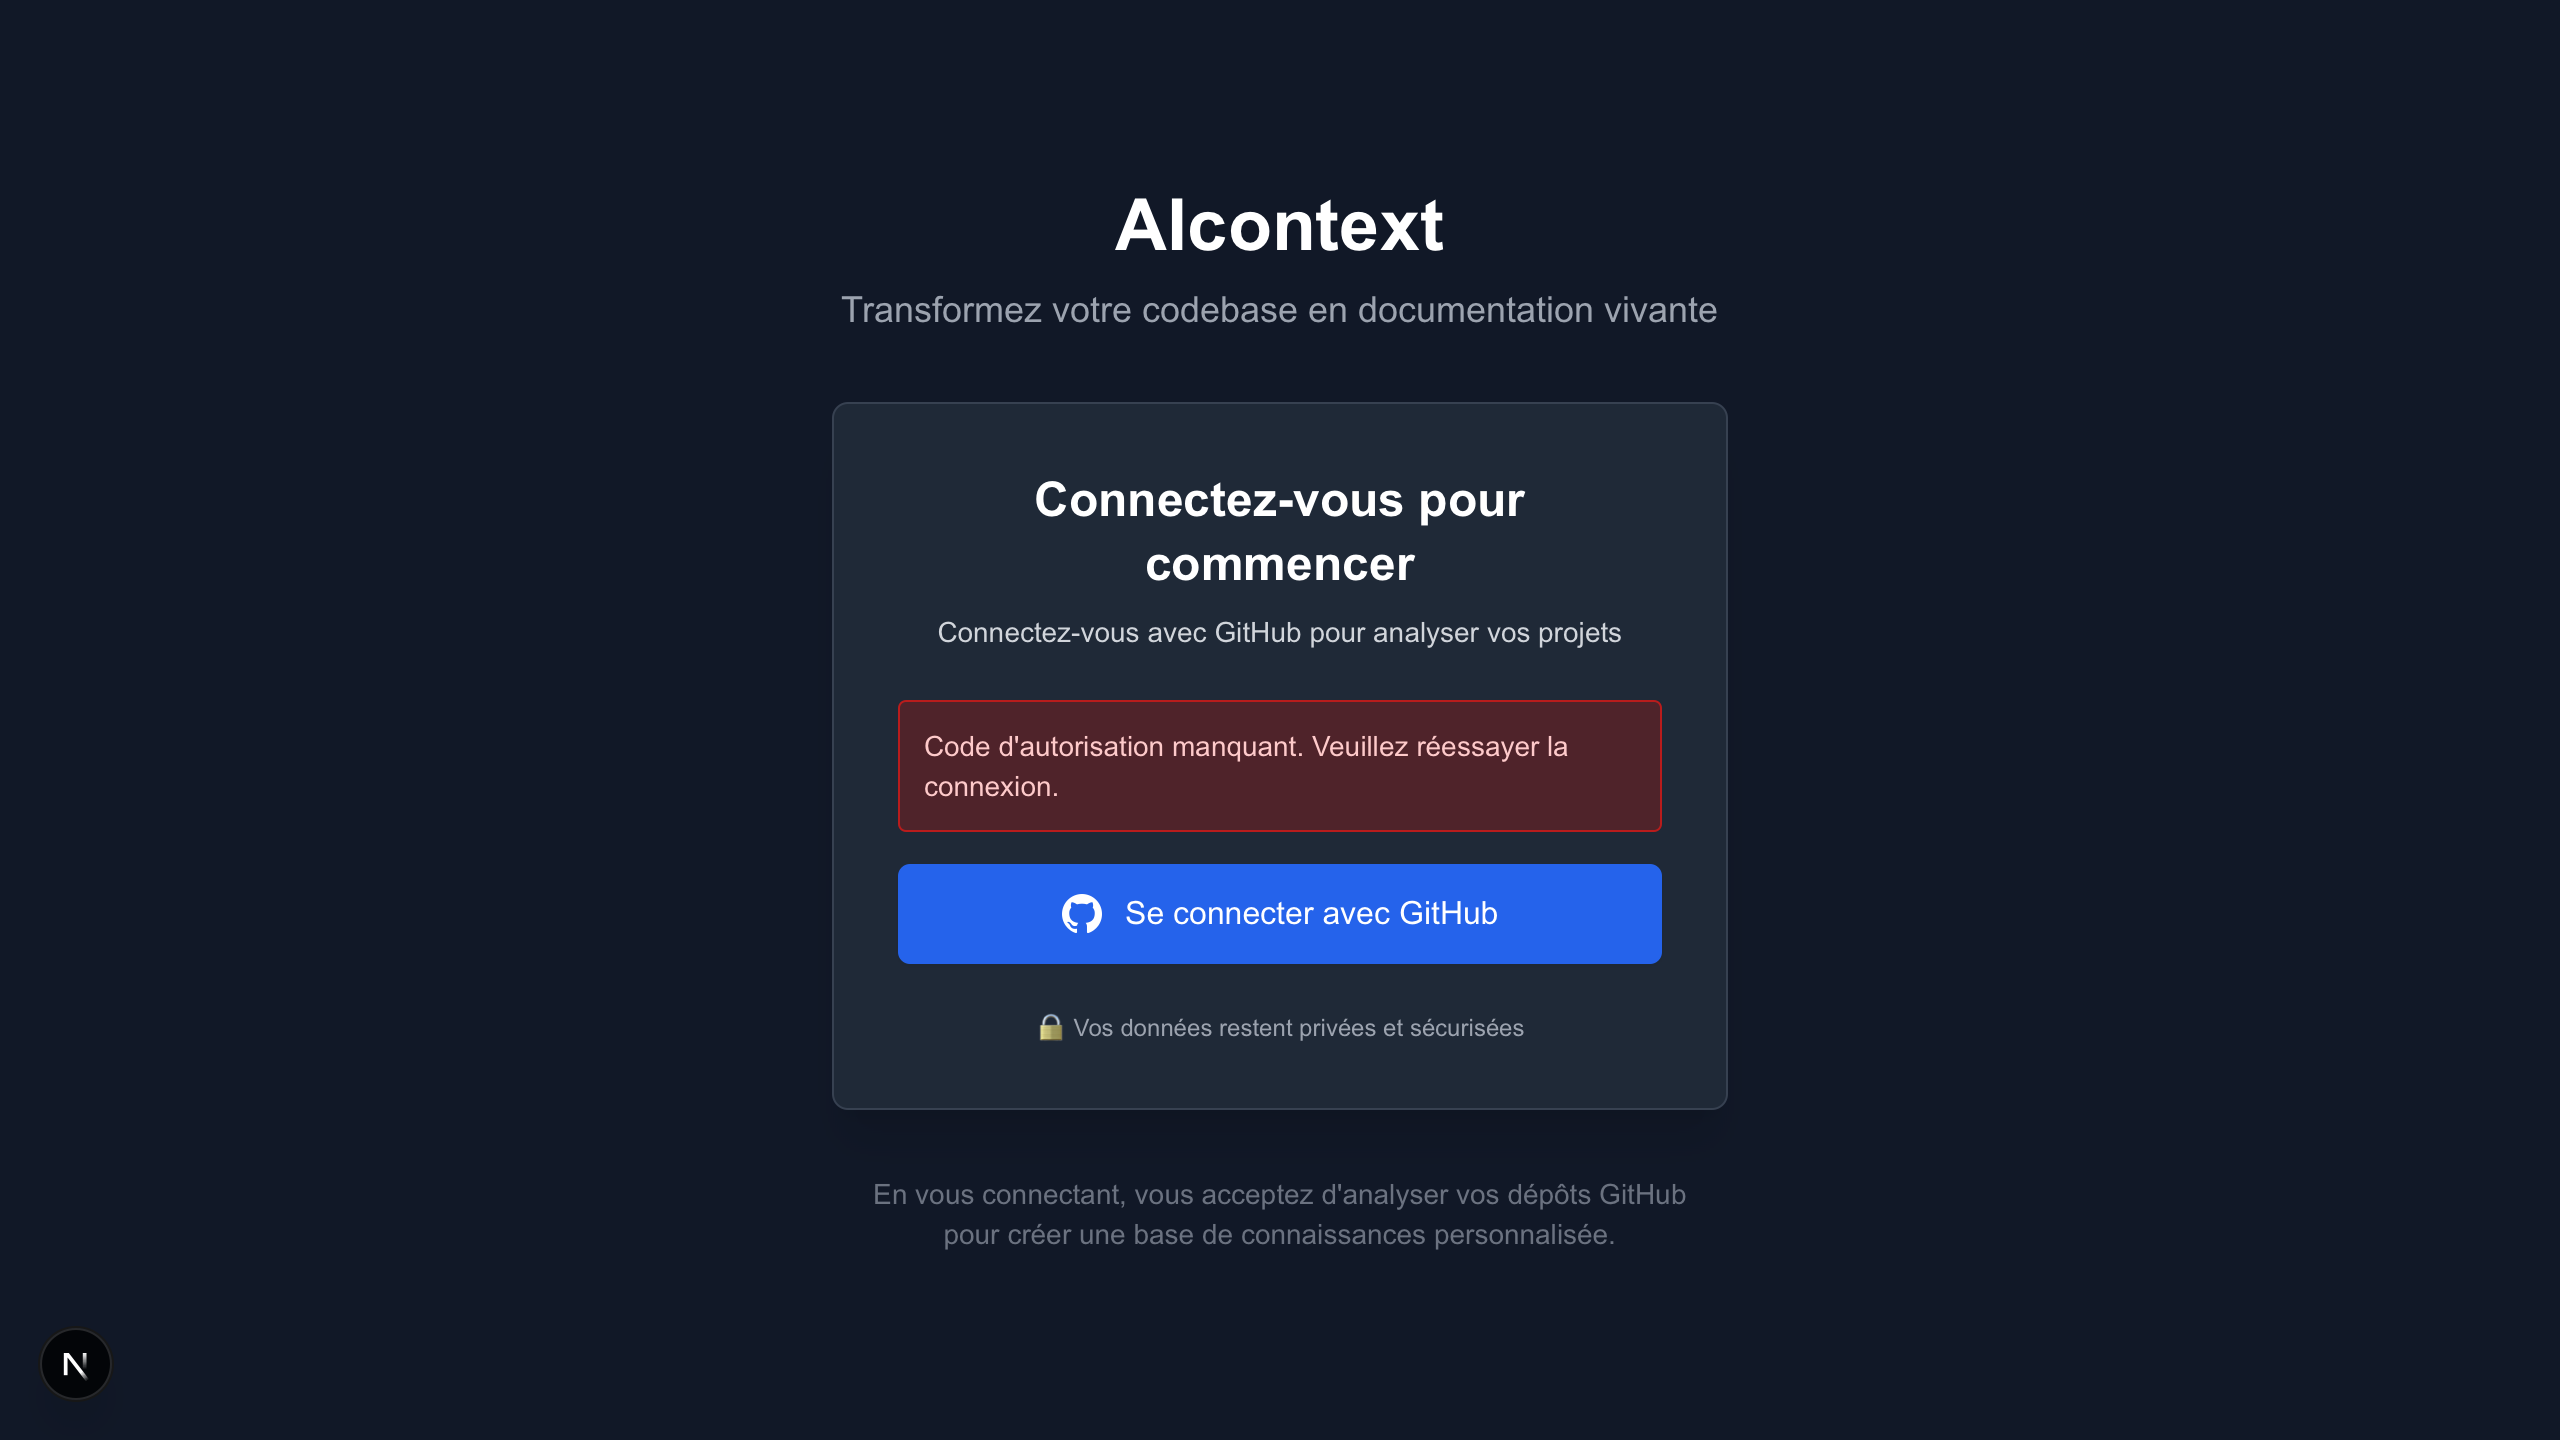 AIcontext
Transformez votre codebase en documentation vivante
Connectez-vous pour
commencer
Connectez-vous avec GitHub pour analyser vos projets
Code d'autorisation manquant. Veuillez réessayer la
connexion.
Se connecter avec GitHub
Vos données restent privées et sécurisées
En vous connectant, vous acceptez d'analyser vos dépôts GitHub
pour créer une base de connaissances personnalisée.
N